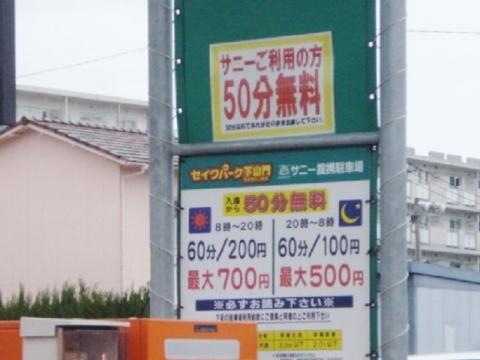 サニーご利用の方
50分無料
セイワパーク下山門
サニー提携駐車場
入庫から
50分無料
8時〜20時
20時〜8時
60分/200円
60分/100円
最大700円
最大500円
※必ずお読み下さい※